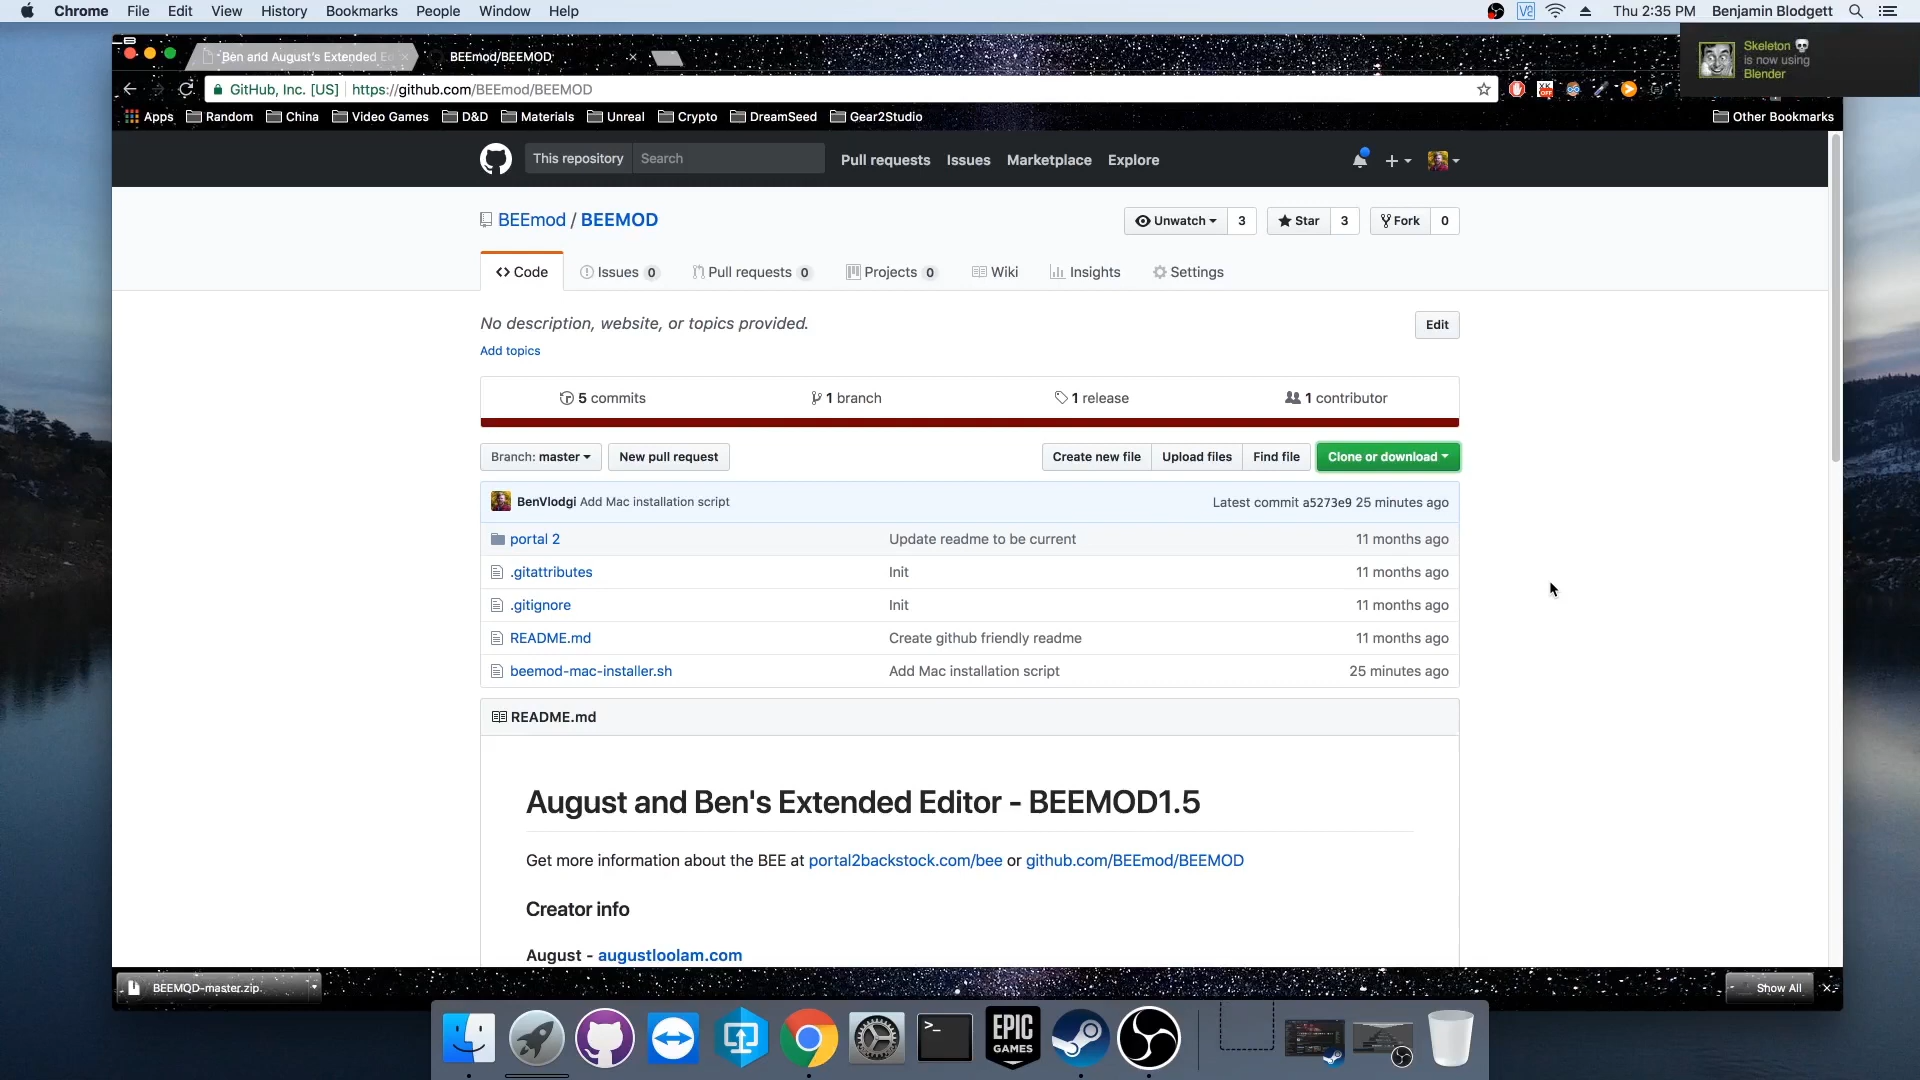 Chrome File Edit View History Bookmarks People Window Help
Thu 2:35 PM Benjamin Blodgett
Skeleton 💀
is now using
Blender
Ben and August's Extended
BEEmod/BEEMOD
GitHub, Inc. [US] https://github.com/BEEmod/BEEMOD
Apps Random China Video Games D&D Materials Unreal Crypto DreamSeed Gear2Studio Other Bookmarks
This repository Search Pull requests Issues Marketplace Explore
BEEmod / BEEMOD
Unwatch 3 Star 3 Fork 0
Code Issues 0 Pull requests 0 Projects 0 Wiki Insights Settings
No description, website, or topics provided.
Edit
Add topics
5 commits 1 branch 1 release 1 contributor
Branch: master New pull request Create new file Upload files Find file Clone or download
BenVlodgi Add Mac installation script Latest commit a5273e9 25 minutes ago
portal 2 Update readme to be current 11 months ago
.gitattributes Init 11 months ago
.gitignore Init 11 months ago
README.md Create github friendly readme 11 months ago
beemod-mac-installer.sh Add Mac installation script 25 minutes ago
README.md
August and Ben's Extended Editor - BEEMOD1.5
Get more information about the BEE at portal2backstock.com/bee or github.com/BEEmod/BEEMOD
Creator info
August - augustloolam.com
BEEMOD-master.zip
Show All
>_
EPIC
GAMES